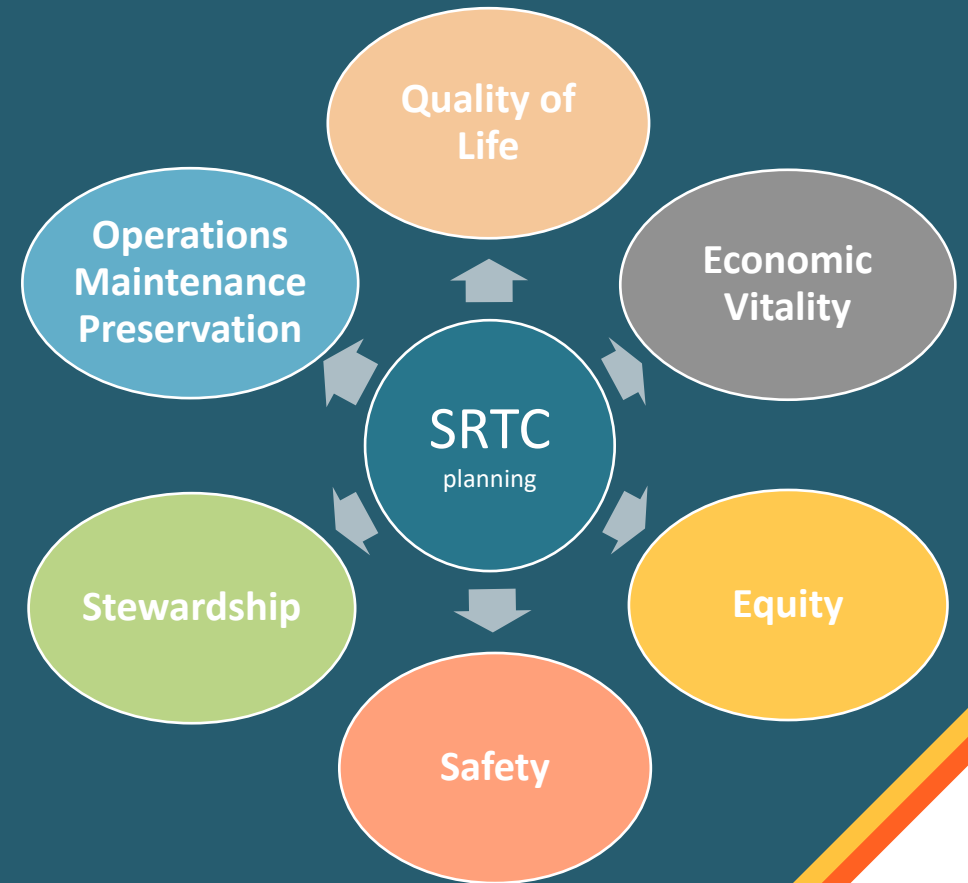 Quality of
Life
Operations
Maintenance
Preservation
Economic
Vitality
SRTC
planning
Stewardship
Equity
Safety